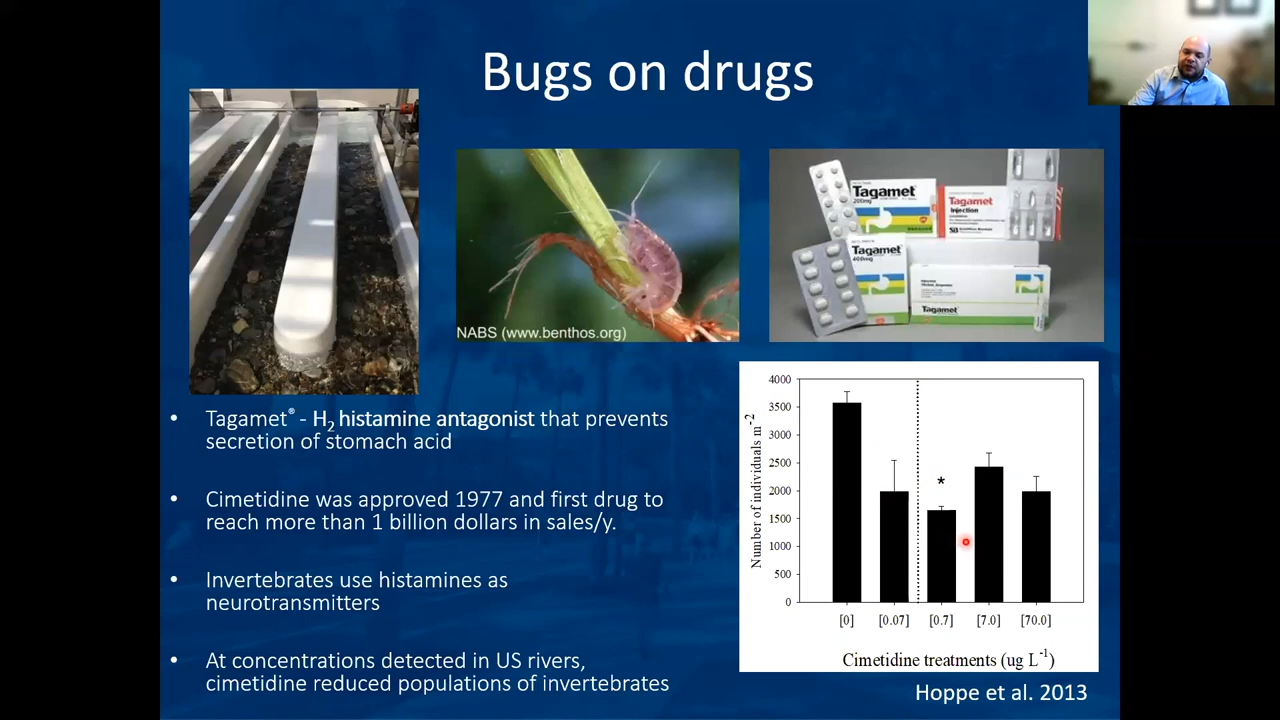 Bugs on drugs
NABS (www.benthos.org)
Tagamet
200mg
Tagamet
Injection
Tagamet
400mg
Tagamet
• Tagamet® - H2 histamine antagonist that prevents
secretion of stomach acid
• Cimetidine was approved 1977 and first drug to
reach more than 1 billion dollars in sales/y.
• Invertebrates use histamines as
neurotransmitters
• At concentrations detected in US rivers,
cimetidine reduced populations of invertebrates
Number of individuals m-2
4000
3500
3000
2500
2000
1500
1000
500
0
*
[0] [0.07] [0.7] [7.0] [70.0]
Cimetidine treatments (ug L-1)
Hoppe et al. 2013